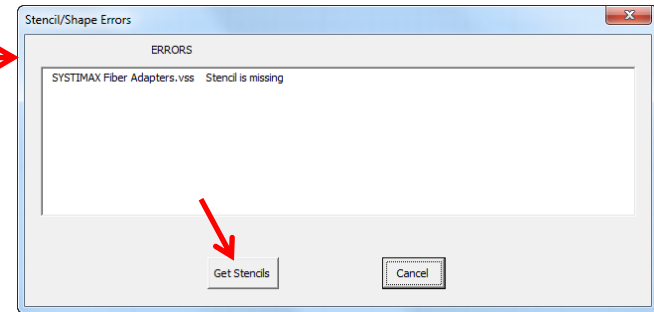 Stencil/Shape Errors
ERRORS
SYSTIMAX Fiber Adapters.vss Stencil is missing
Get Stencils Cancel